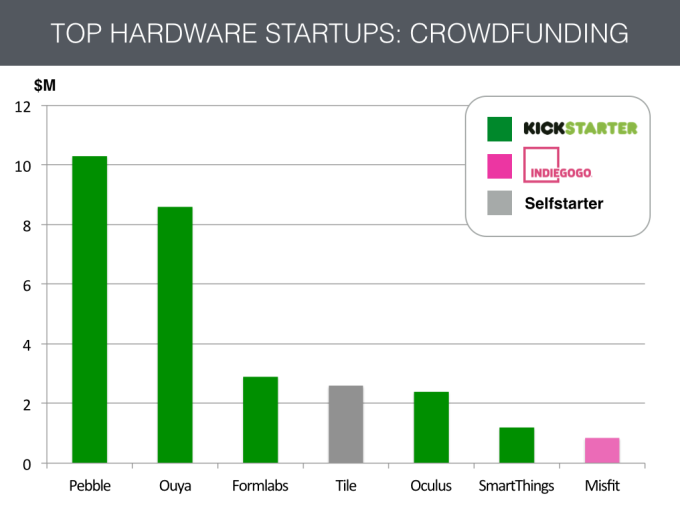 TOP HARDWARE STARTUPS: CROWDFUNDING
$M
12
10
8
6
4
2
0
KICKSTARTER
INDIEGOGO
Selfstarter
Pebble Ouya Formlabs Tile Oculus SmartThings Misfit